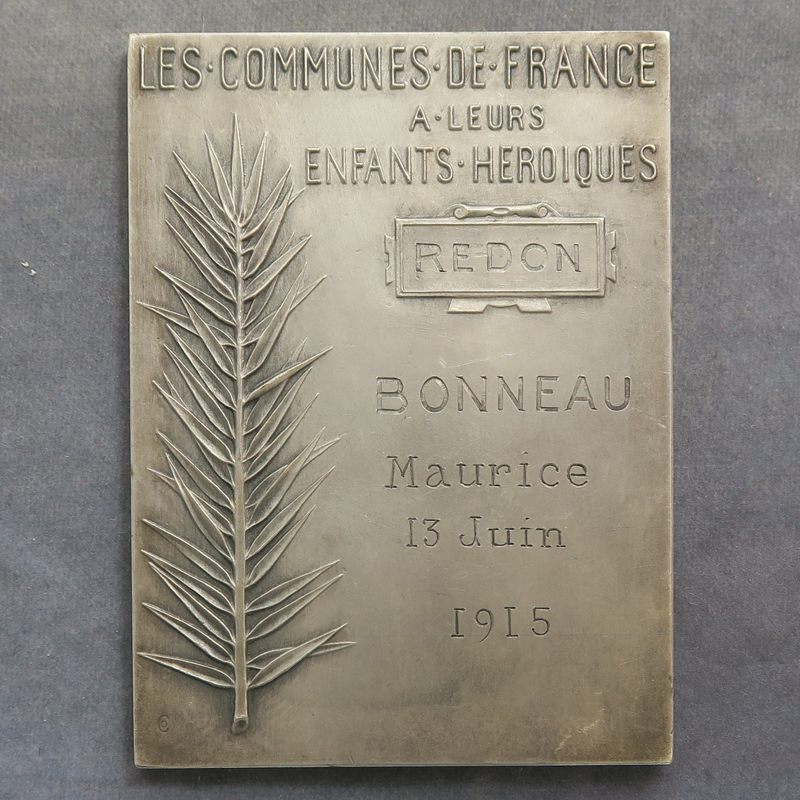 LES·COMMUNES·DE·FRANCE
A·LEURS
ENFANTS·HEROIQUES
REDON
BONNEAU
Maurice
13 Juin
1915